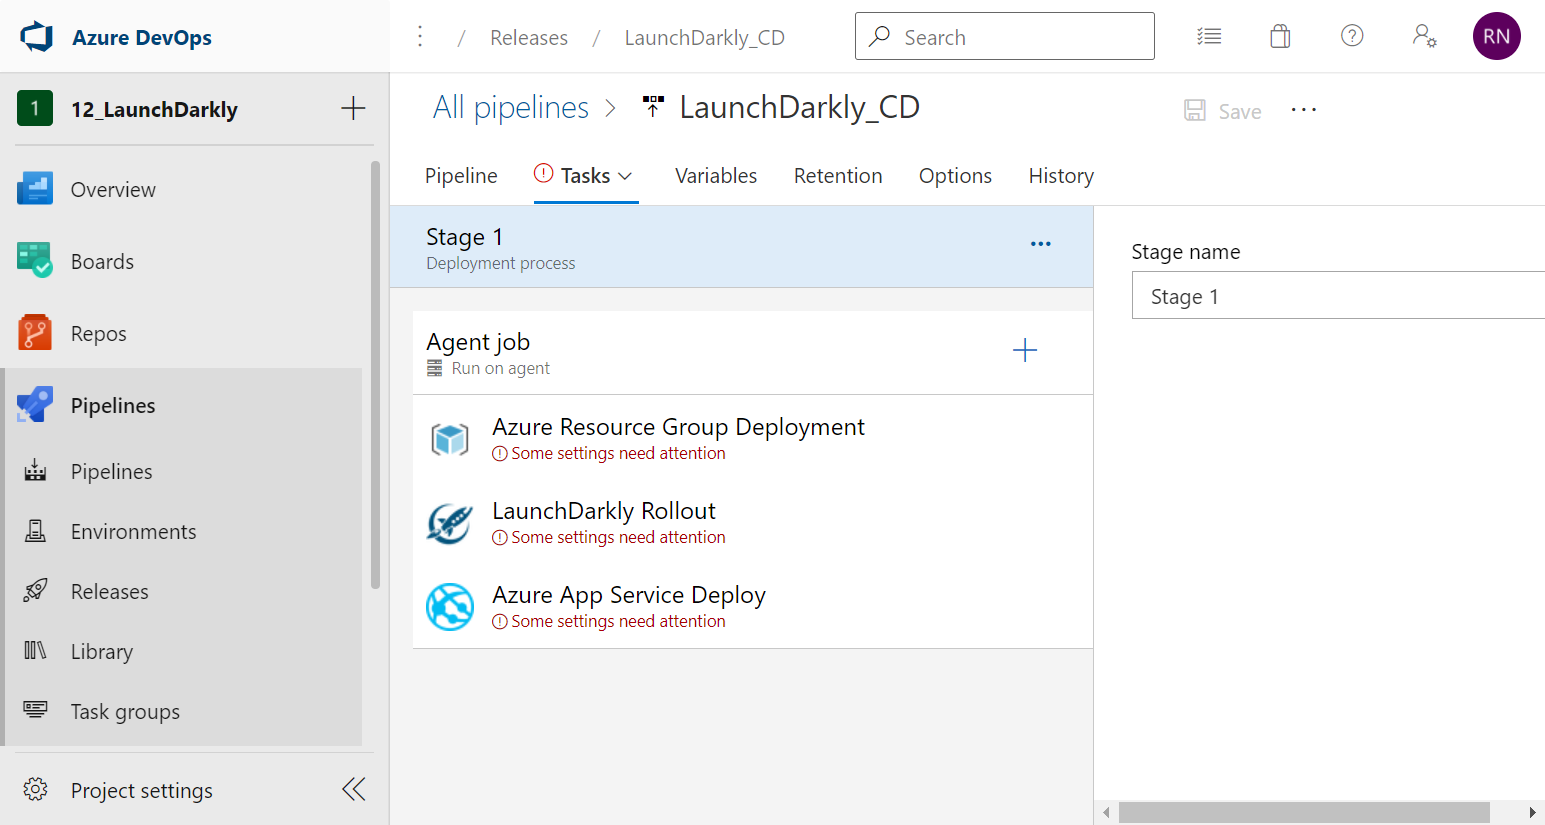 Azure DevOps
/ Releases / LaunchDarkly_CD
Search
RN
1 12_LaunchDarkly
All pipelines > LaunchDarkly_CD
Save
Overview
Boards
Repos
Pipelines
Pipelines
Environments
Releases
Library
Task groups
Project settings
Pipeline Tasks Variables Retention Options History
Stage 1
Deployment process
Agent job
Run on agent
Azure Resource Group Deployment
Some settings need attention
LaunchDarkly Rollout
Some settings need attention
Azure App Service Deploy
Some settings need attention
Stage name
Stage 1